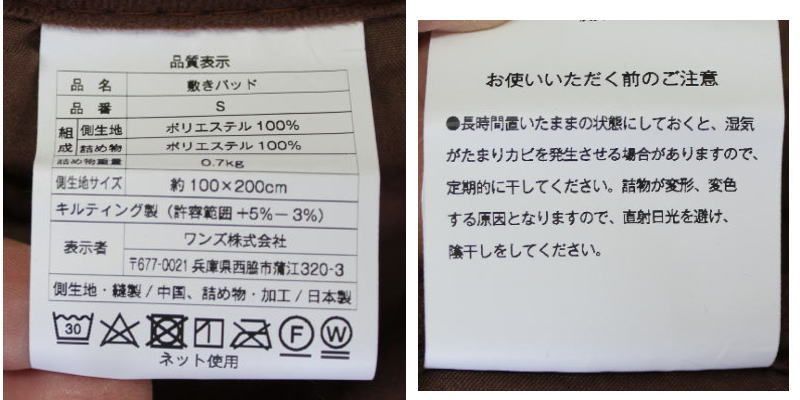 品質表示
品 名 敷きパッド
品 番 S
組成 側生地 ポリエステル 100%
詰め物 ポリエステル 100%
詰め物重量 0.7kg
側生地サイズ 約100×200cm
キルティング製(許容範囲+5%−3%)
表示者 ワンズ株式会社
〒677-0021 兵庫県西脇市蒲江320-3
側生地・縫製/中国、詰め物・加工/日本製
30 F W
ネット使用
お使いいただく前のご注意
●長時間置いたままの状態にしておくと、湿気
がたまりカビを発生させる場合がありますので、
定期的に干してください。詰物が変形、変色
する原因となりますので、直射日光を避け、
陰干しをしてください。